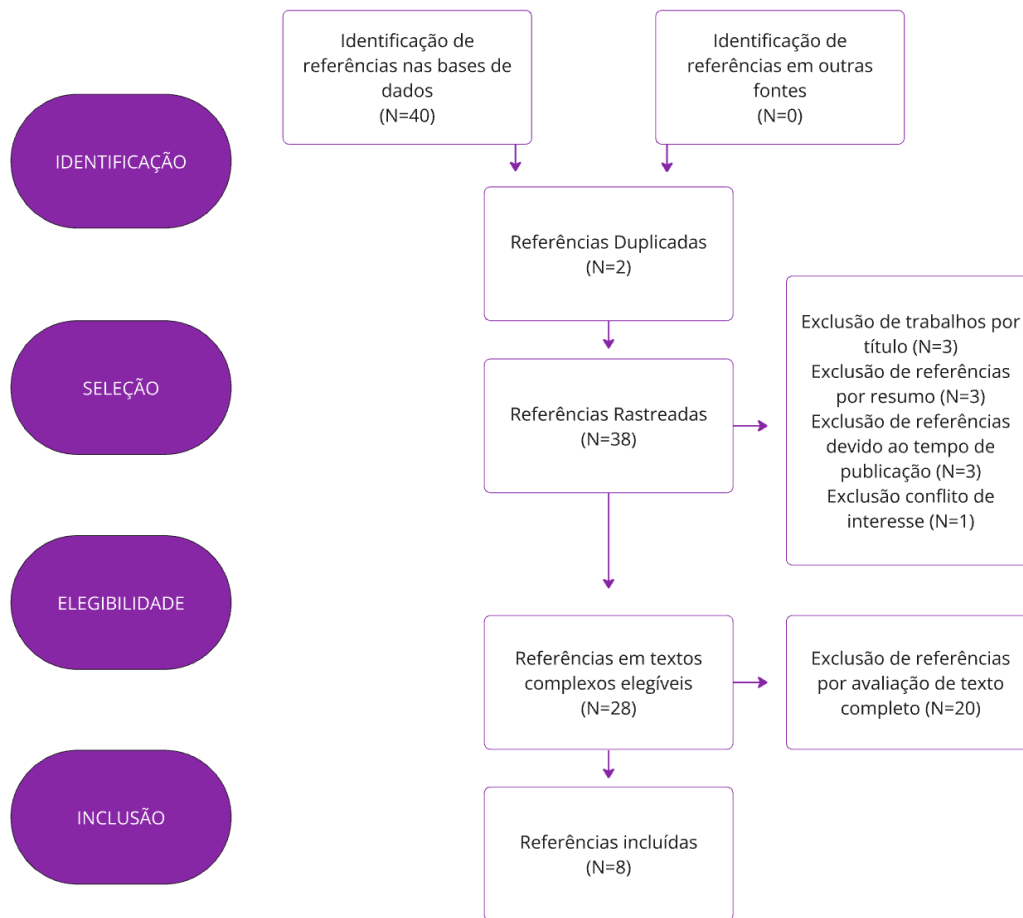 Identificação de
referências nas bases de
dados
(N=40)
Identificação de
referências em outras
fontes
(N=0)
IDENTIFICAÇÃO
Referências Duplicadas
(N=2)
SELEÇÃO
Referências Rastreadas
(N=38)
Exclusão de trabalhos por
título (N=3)
Exclusão de referências
por resumo (N=3)
Exclusão de referências
devido ao tempo de
publicação (N=3)
Exclusão conflito de
interesse (N=1)
ELEGIBILIDADE
Referências em textos
complexos elegíveis
(N=28)
Exclusão de referências
por avaliação de texto
completo (N=20)
INCLUSÃO
Referências incluídas
(N=8)